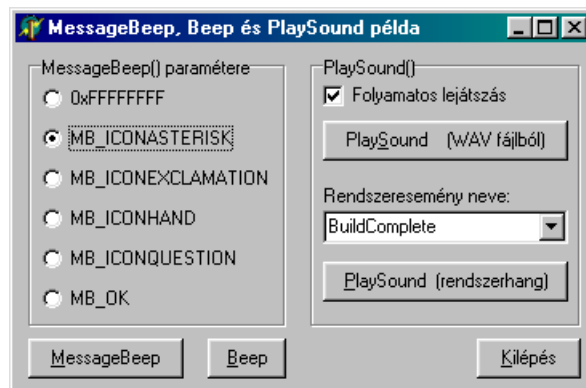 MessageBeep, Beep és PlaySound példa
MessageBeep() paramétere
0xFFFFFFFF
MB_ICONASTERISK
MB_ICONEXCLAMATION
MB_ICONHAND
MB_ICONQUESTION
MB_OK
MessageBeep
Beep
PlaySound()
Folyamatos lejátszás
PlaySound (WAV fájlból)
Rendszeresemény neve:
BuildComplete
PlaySound (rendszerhang)
Kilépés